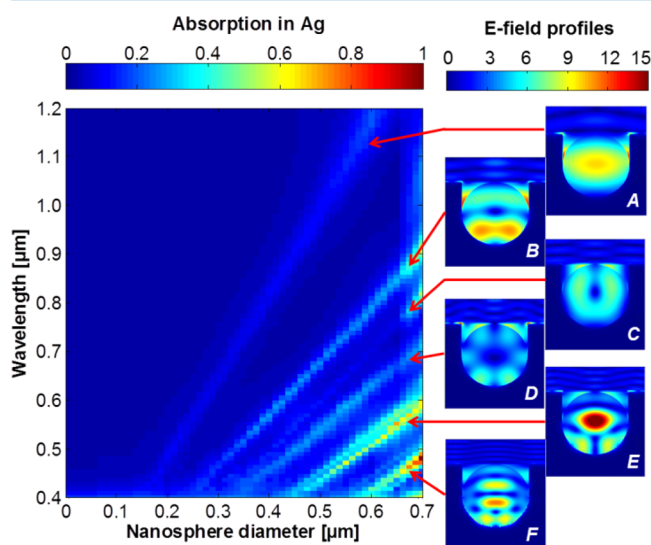 Absorption in Ag
E-field profiles
0 0.2 0.4 0.6 0.8 1
0 3 6 9 12 15
Wavelength [µm]
1.2
1.1
1.0
0.9
0.8
0.7
0.6
0.5
0.4
0 0.1 0.2 0.3 0.4 0.5 0.6 0.7
Nanosphere diameter [µm]
A
B
C
D
E
F